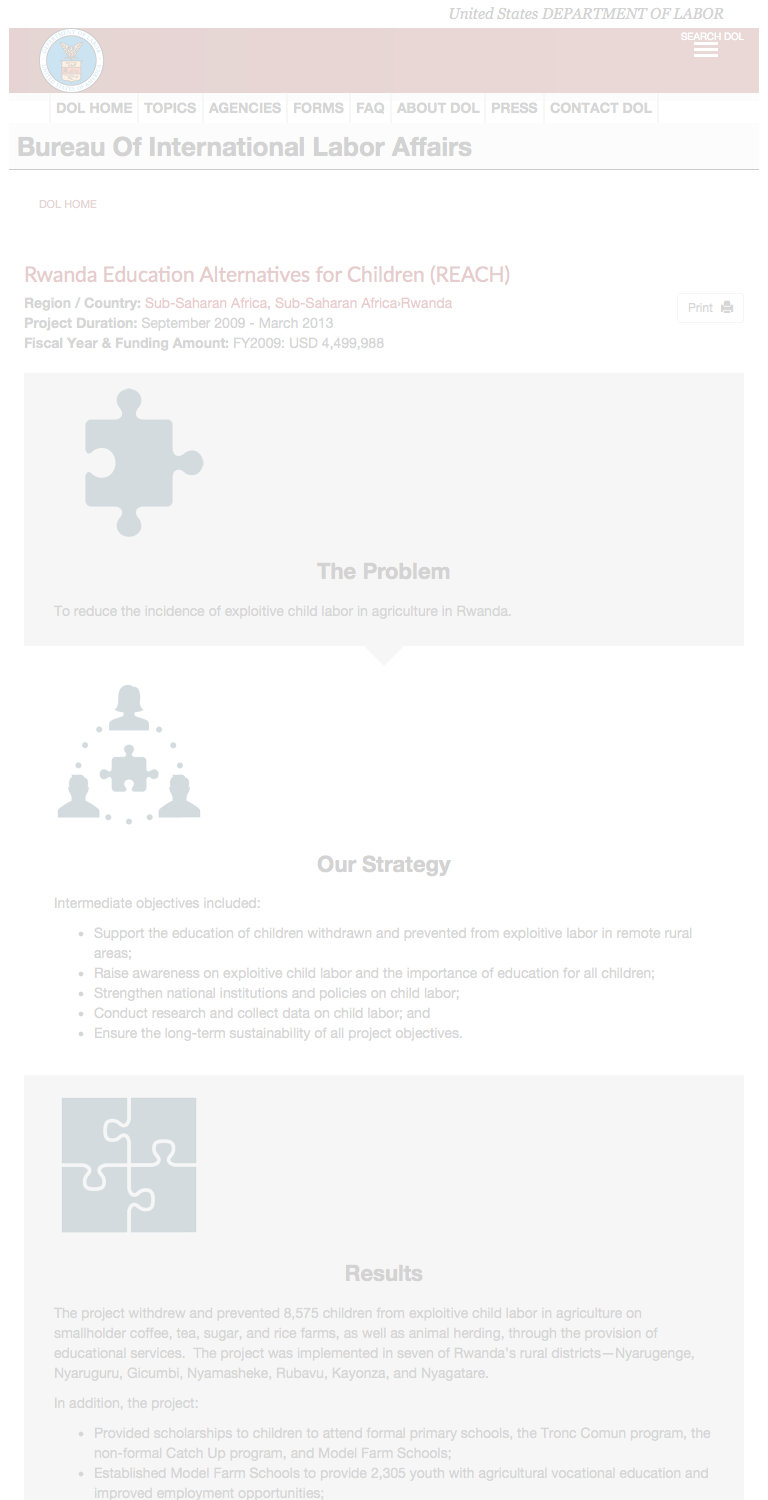 United States DEPARTMENT OF LABOR
SEARCH DOL
DOL HOME TOPICS AGENCIES FORMS FAQ ABOUT DOL PRESS CONTACT DOL
Bureau Of International Labor Affairs
DOL HOME
Rwanda Education Alternatives for Children (REACH)
Region / Country: Sub-Saharan Africa, Sub-Saharan Africa›Rwanda
Print
Project Duration: September 2009 - March 2013
Fiscal Year & Funding Amount: FY2009: USD 4,499,988
The Problem
To reduce the incidence of exploitive child labor in agriculture in Rwanda.
Our Strategy
Intermediate objectives included:
• Support the education of children withdrawn and prevented from exploitive labor in remote rural
areas;
• Raise awareness on exploitive child labor and the importance of education for all children;
• Strengthen national institutions and policies on child labor;
• Conduct research and collect data on child labor; and
• Ensure the long-term sustainability of all project objectives.
Results
The project withdrew and prevented 8,575 children from exploitive child labor in agriculture on
smallholder coffee, tea, sugar, and rice farms, as well as animal herding, through the provision of
educational services.  The project was implemented in seven of Rwanda's rural districts—Nyarugenge,
Nyaruguru, Gicumbi, Nyamasheke, Rubavu, Kayonza, and Nyagatare.
In addition, the project:
• Provided scholarships to children to attend formal primary schools, the Tronc Comun program, the
non-formal Catch Up program, and Model Farm Schools;
• Established Model Farm Schools to provide 2,305 youth with agricultural vocational education and
improved employment opportunities;